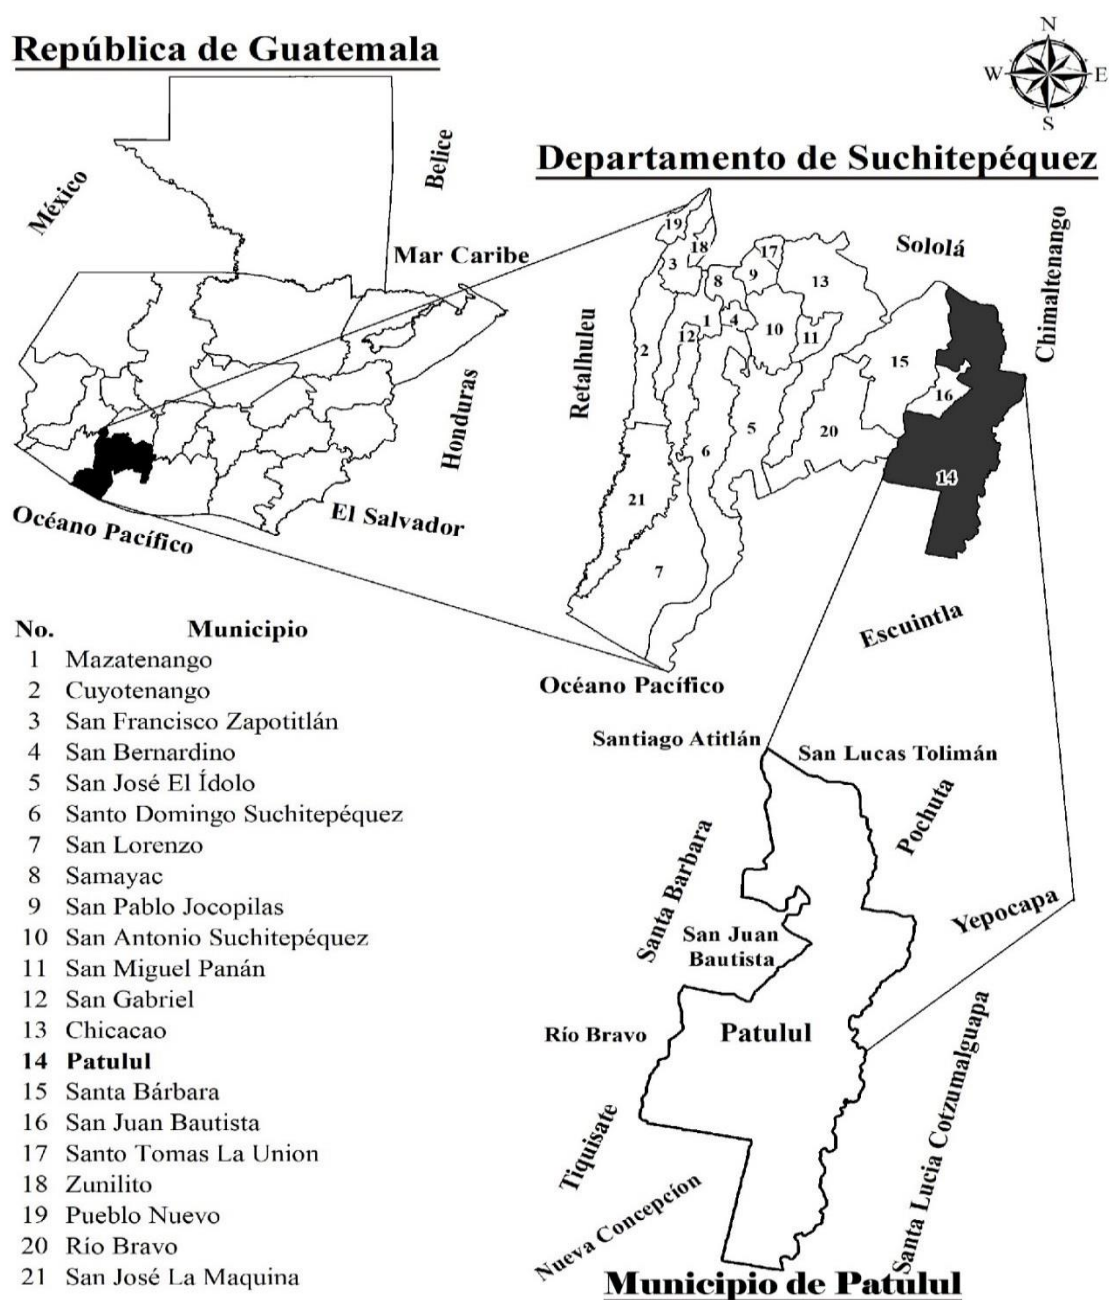 República de Guatemala
N
W
E
S
México
Belice
Mar Caribe
Honduras
El Salvador
Océano Pacífico
Departamento de Suchitepéquez
Sololá
Chimaltenango
Retalhuleu
Escuintla
Océano Pacífico
19
18
17
3
8
9
13
1
4
12
10
11
2
15
16
5
20
6
14
21
7
No. Municipio
1 Mazatenango
2 Cuyotenango
3 San Francisco Zapotitlán
4 San Bernardino
5 San José El Ídolo
6 Santo Domingo Suchitepéquez
7 San Lorenzo
8 Samayac
9 San Pablo Jocopilas
10 San Antonio Suchitepéquez
11 San Miguel Panán
12 San Gabriel
13 Chicacao
14 Patulul
15 Santa Bárbara
16 San Juan Bautista
17 Santo Tomas La Union
18 Zunilito
19 Pueblo Nuevo
20 Río Bravo
21 San José La Maquina
Santiago Atitlán
San Lucas Tolimán
Pochuta
Santa Barbara
Yepocapa
San Juan
Bautista
Río Bravo
Patulul
Tiquisate
Santa Lucia Cotzumalguapa
Nueva Concepcíon
Municipio de Patulul